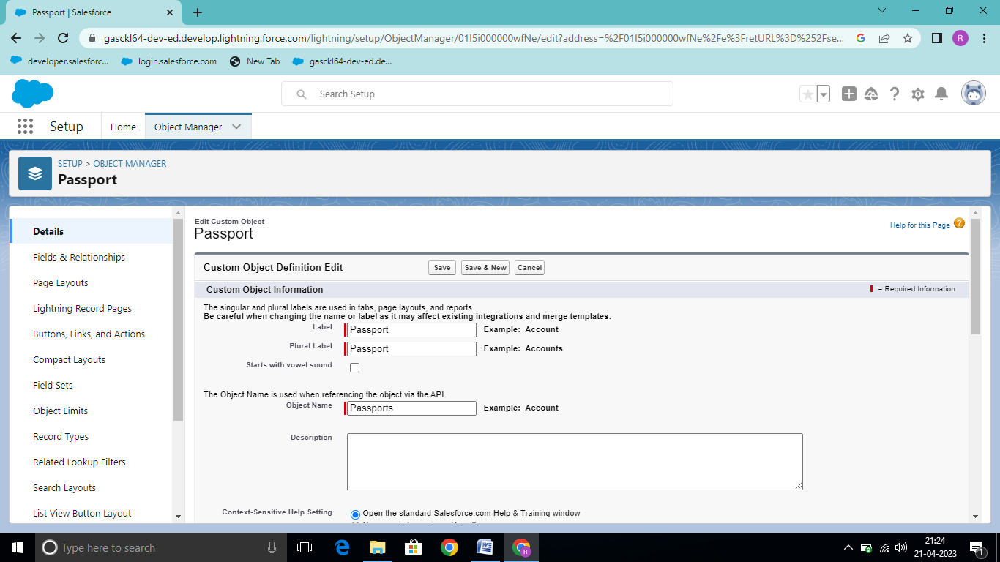 Passport | Salesforce
gasckl64-dev-ed.develop.lightning.force.com/lightning/setup/ObjectManager/01I5i000000wfNe/edit?address=%2F01I5i000000wfNe%2Fe%3FretURL%3D%252Fse...
R
developer.salesforc...
login.salesforce.com
New Tab
gasckl64-dev-ed.de...
Search Setup
Setup
Home
Object Manager
SETUP > OBJECT MANAGER
Passport
Details
Fields & Relationships
Page Layouts
Lightning Record Pages
Buttons, Links, and Actions
Compact Layouts
Field Sets
Object Limits
Record Types
Related Lookup Filters
Search Layouts
List View Button Layout
Edit Custom Object
Passport
Help for this Page ?
Custom Object Definition Edit
Save
Save & New
Cancel
Custom Object Information
= Required Information
The singular and plural labels are used in tabs, page layouts, and reports.
Be careful when changing the name or label as it may affect existing integrations and merge templates.
Label Passport Example: Account
Plural Label Passport Example: Accounts
Starts with vowel sound
The Object Name is used when referencing the object via the API.
Object Name Passports Example: Account
Description
Context-Sensitive Help Setting Open the standard Salesforce.com Help & Training window
Type here to search
R
21:24
21-04-2023
1